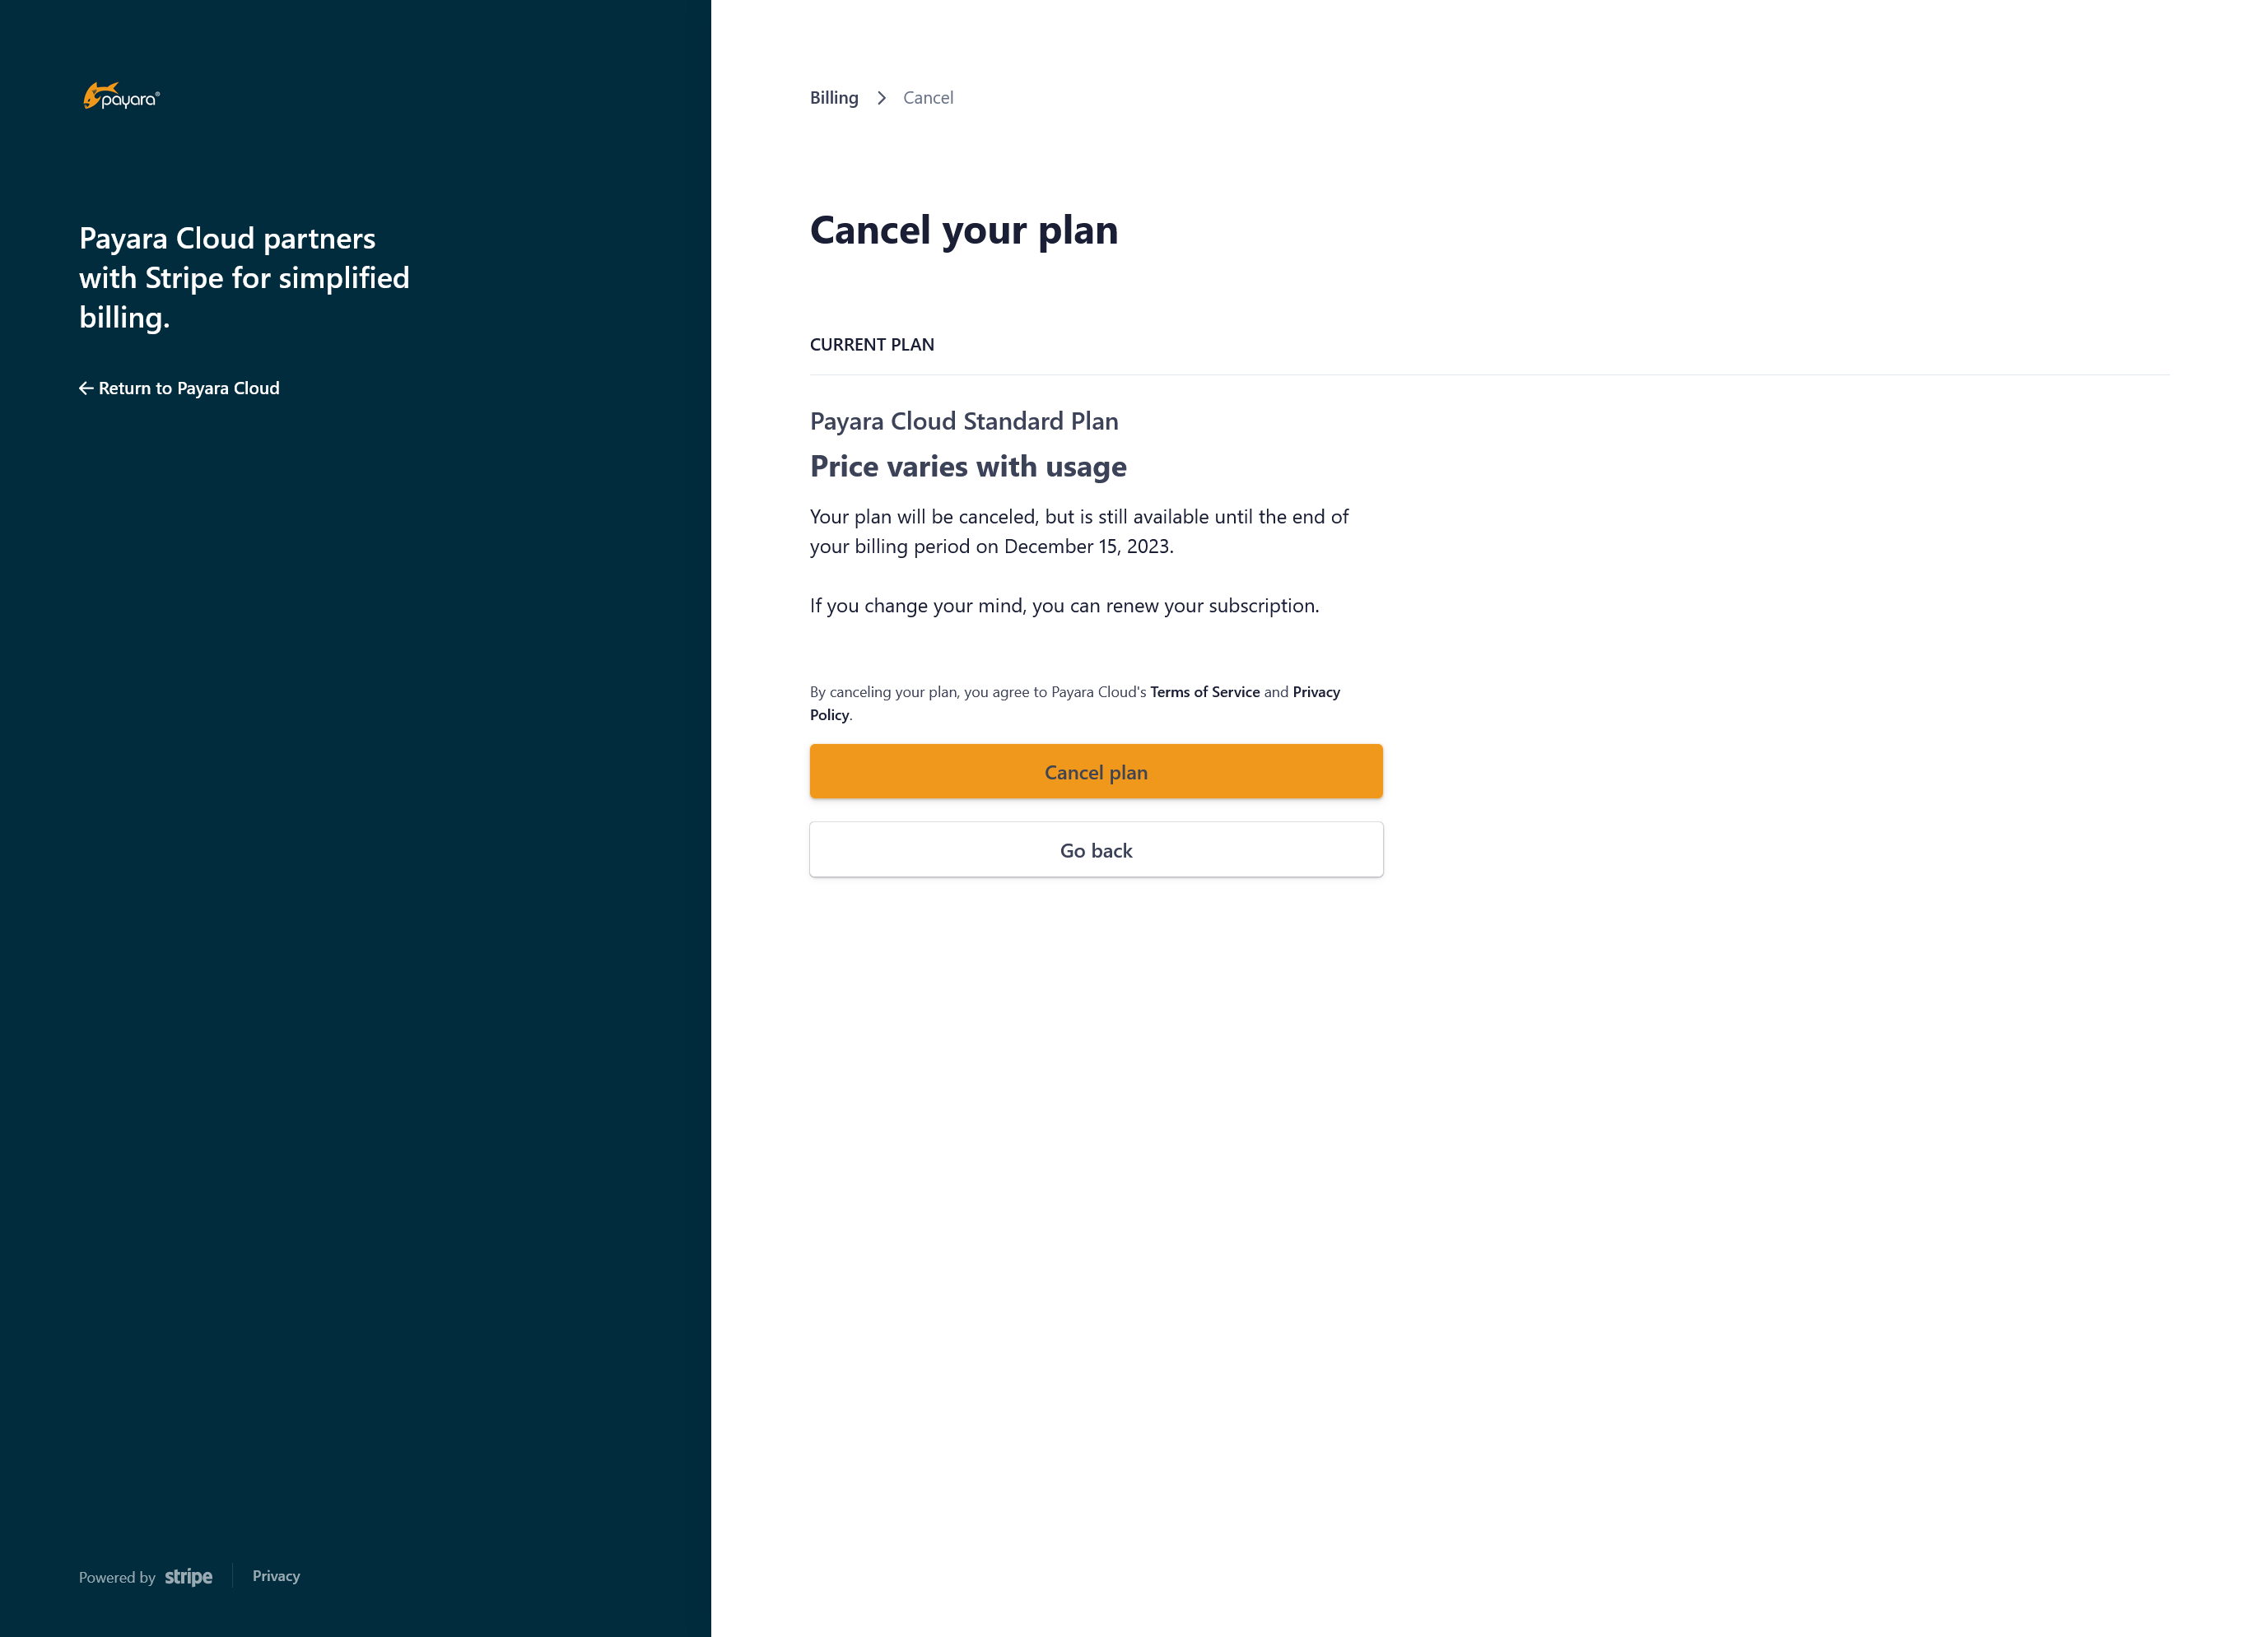 payara®
Payara Cloud partners
with Stripe for simplified
billing.
Return to Payara Cloud
Powered by stripe
Privacy
Billing
Cancel
Cancel your plan
CURRENT PLAN
Payara Cloud Standard Plan
Price varies with usage
Your plan will be canceled, but is still available until the end of
your billing period on December 15, 2023.
If you change your mind, you can renew your subscription.
By canceling your plan, you agree to Payara Cloud's Terms of Service and Privacy
Policy.
Cancel plan
Go back